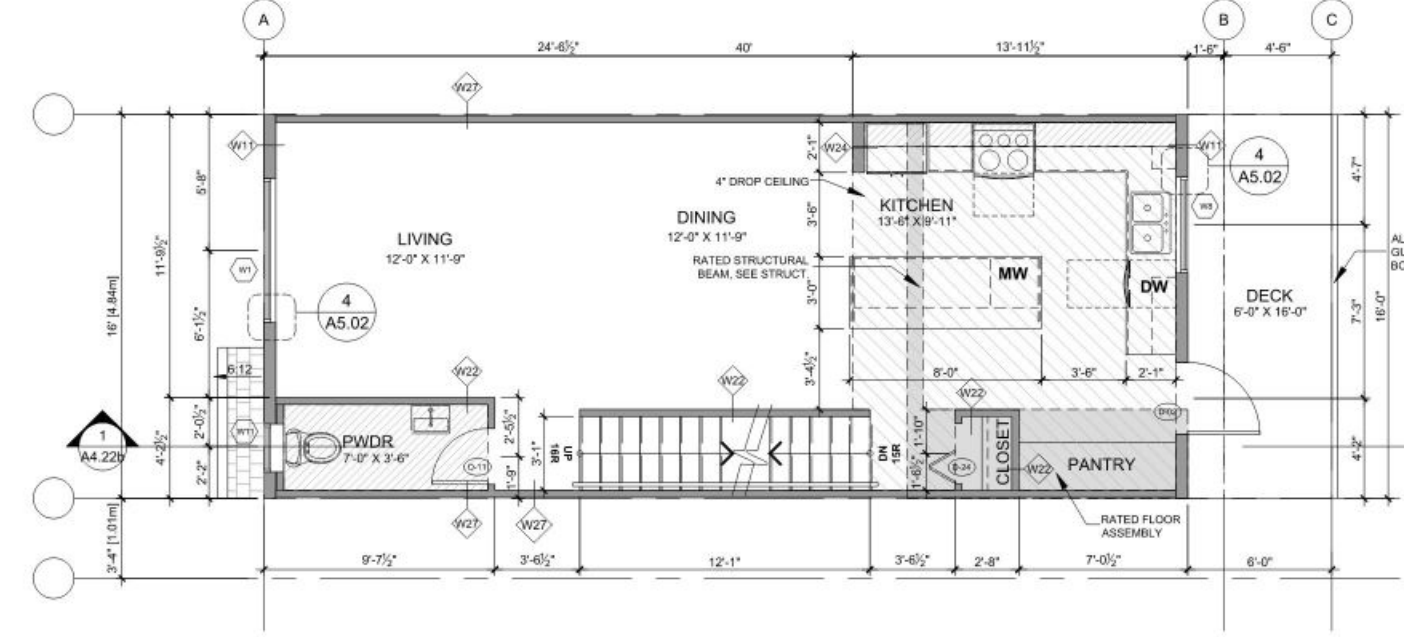 A
B
C
24'-6½"
40'
13'-11½"
1'-6"
4'-6"
W27
W11
W24
W11
4
A5.02
2'-1"
4'-7"
5'-8"
4" DROP CEILING
KITCHEN
13'-6" X 9'-11"
3'-6"
W8
DINING
12'-0" X 11'-9"
LIVING
12'-0" X 11'-9"
11'-9½"
RATED STRUCTURAL
BEAM, SEE STRUCT.
MW
DW
3'-0"
W1
DECK
6'-0" X 16'-0"
AL
GU
BO
16' [4.84m]
4
A5.02
6'-1½"
7'-3"
16'-0"
6:12
W22
W22
3'-4½"
8'-0"
3'-6"
2'-1"
W22
1
A4.22b
4'-2½"
2'-0½"
2'-2"
W11
PWDR
7'-0" X 3'-6"
D-11
2'-5½"
1'-9"
3'-1"
UP
16R
DN
15R
1'-10"
1'-6½"
D-24
CLOSET
W22
PANTRY
4'-2"
W27
W27
RATED FLOOR
ASSEMBLY
3'-4" [1.01m]
9'-7½"
3'-6½"
12'-1"
3'-6½"
2'-8"
7'-0½"
6'-0"